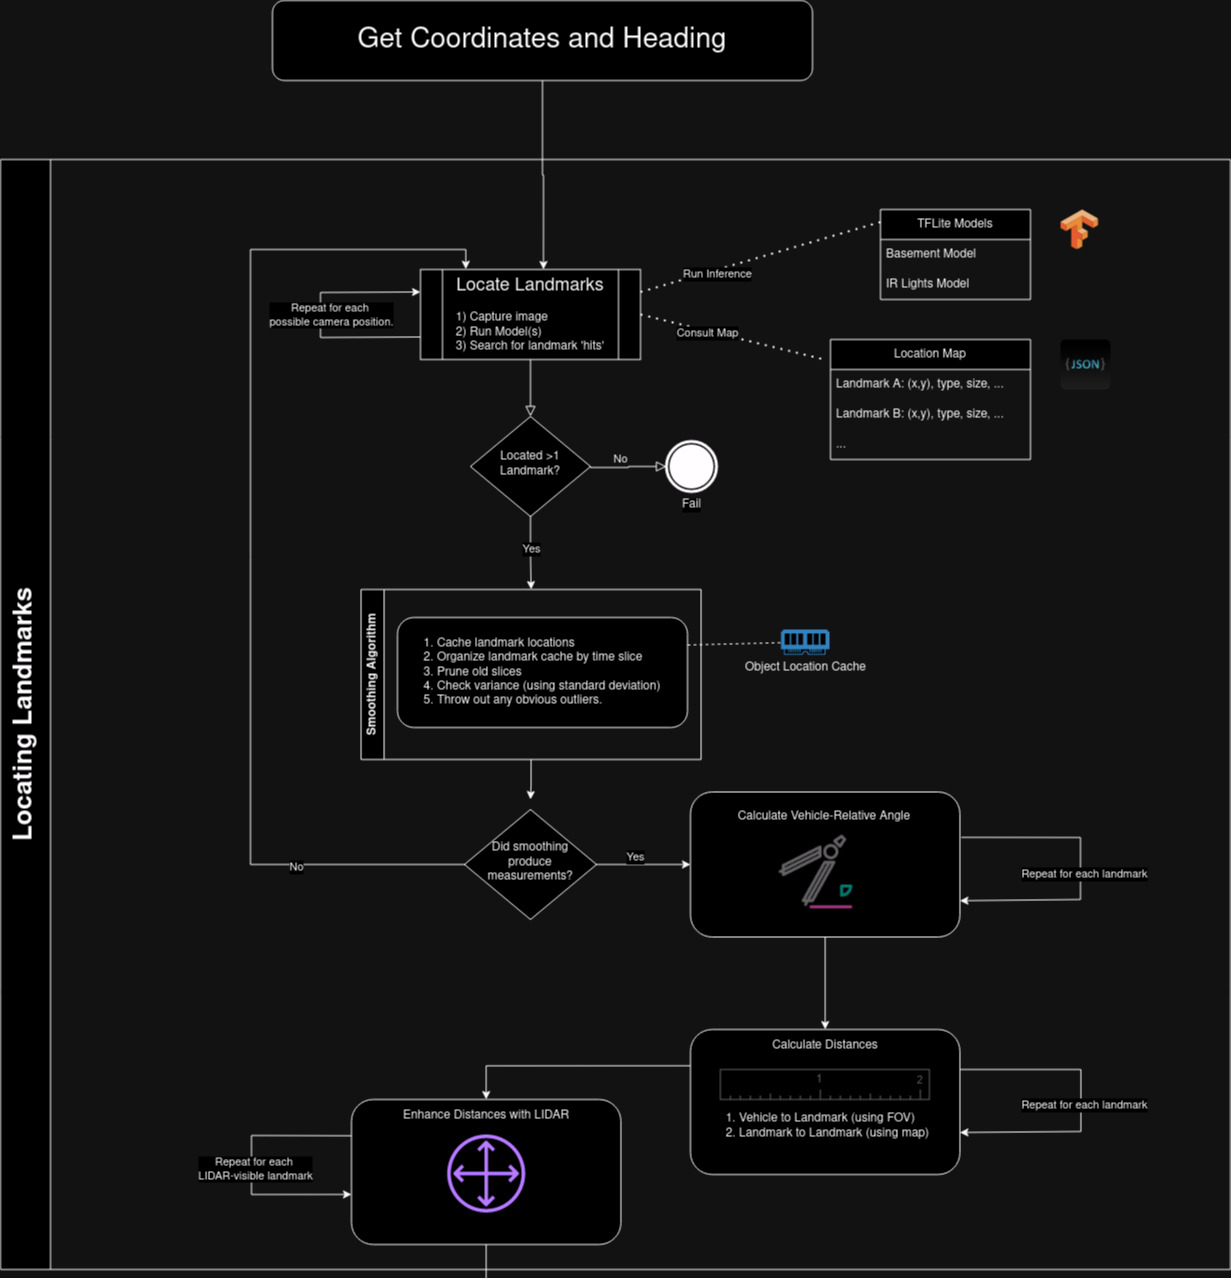 Get Coordinates and Heading
Locating Landmarks
TFLite Models
Basement Model
IR Lights Model
Run Inference
Locate Landmarks
1) Capture image
2) Run Model(s)
3) Search for landmark 'hits'
Repeat for each
possible camera position.
Consult Map
Location Map
Landmark A: (x,y), type, size, ...
Landmark B: (x,y), type, size, ...
...
{JSON}
Located >1
Landmark?
No
Fail
Yes
Smoothing Algorithm
1. Cache landmark locations
2. Organize landmark cache by time slice
3. Prune old slices
4. Check variance (using standard deviation)
5. Throw out any obvious outliers.
Object Location Cache
Did smoothing
produce
measurements?
No
Yes
Calculate Vehicle-Relative Angle
Repeat for each landmark
Calculate Distances
1 2
1. Vehicle to Landmark (using FOV)
2. Landmark to Landmark (using map)
Repeat for each landmark
Enhance Distances with LIDAR
Repeat for each
LIDAR-visible landmark